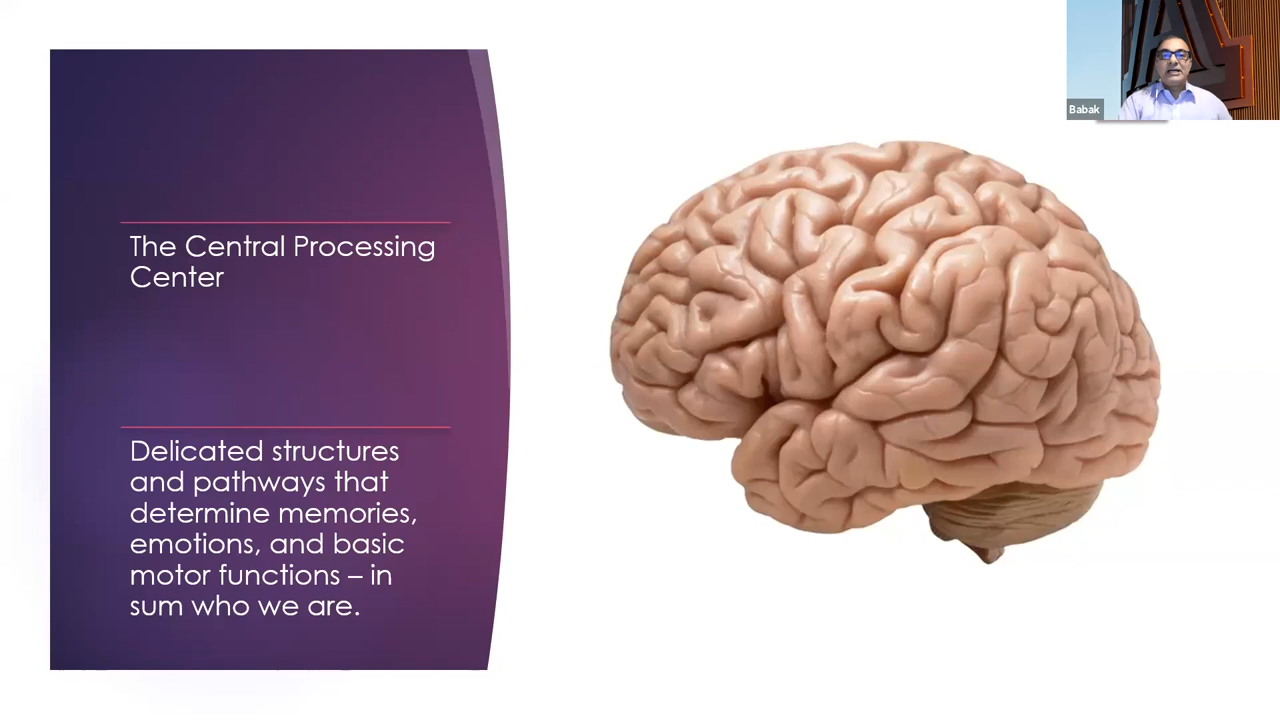 Babak
The Central Processing
Center
Delicated structures
and pathways that
determine memories,
emotions, and basic
motor functions – in
sum who we are.